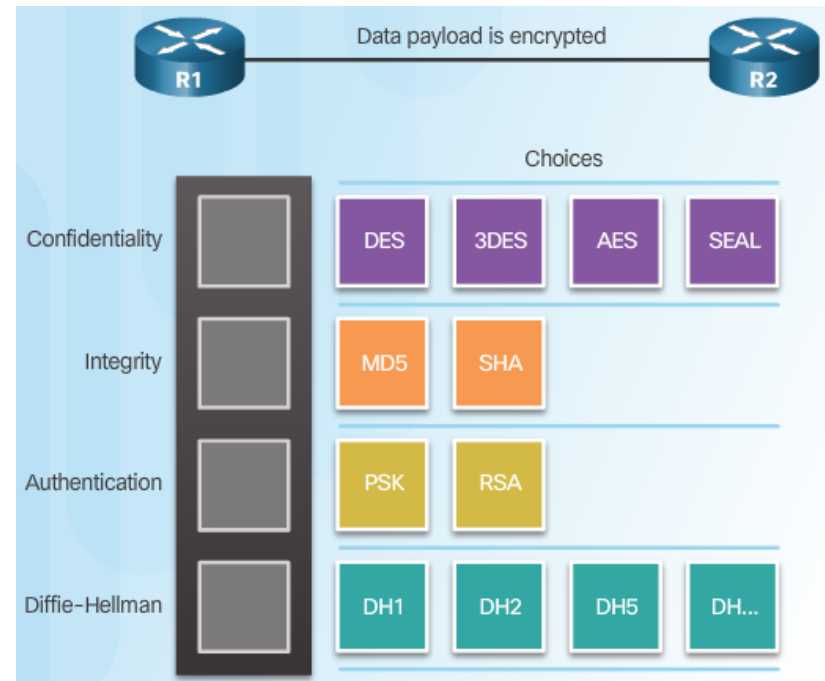 Data payload is encrypted
R1
R2
Choices
Confidentiality DES 3DES AES SEAL
Integrity MD5 SHA
Authentication PSK RSA
Diffie-Hellman DH1 DH2 DH5 DH...